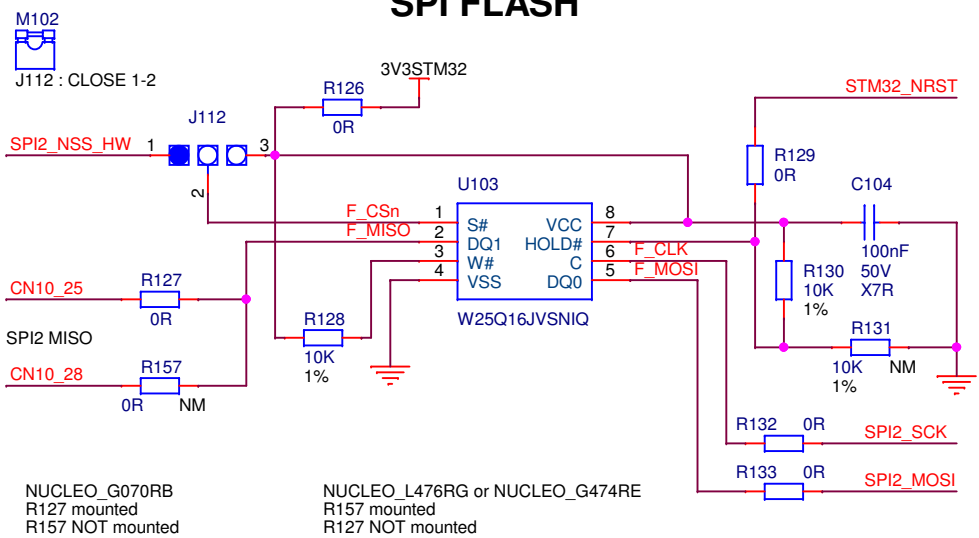 SPI FLASH
M102
J112 : CLOSE 1-2
3V3STM32
R126
0R
STM32_NRST
J112
SPI2_NSS_HW
1
3
2
R129
0R
U103
C104
F_CSn
1
S#
VCC
8
F_MISO
2
DQ1
HOLD#
7
3
W#
C
6
F_CLK
4
VSS
DQ0
5
F_MOSI
100nF
50V
X7R
R130
10K
1%
CN10_25
R127
0R
W25Q16JVSNIQ
R128
10K
1%
R131
10K
NM
1%
SPI2 MISO
CN10_28
R157
0R
NM
R132
0R
SPI2_SCK
R133
0R
SPI2_MOSI
NUCLEO_G070RB
R127 mounted
R157 NOT mounted
NUCLEO_L476RG or NUCLEO_G474RE
R157 mounted
R127 NOT mounted